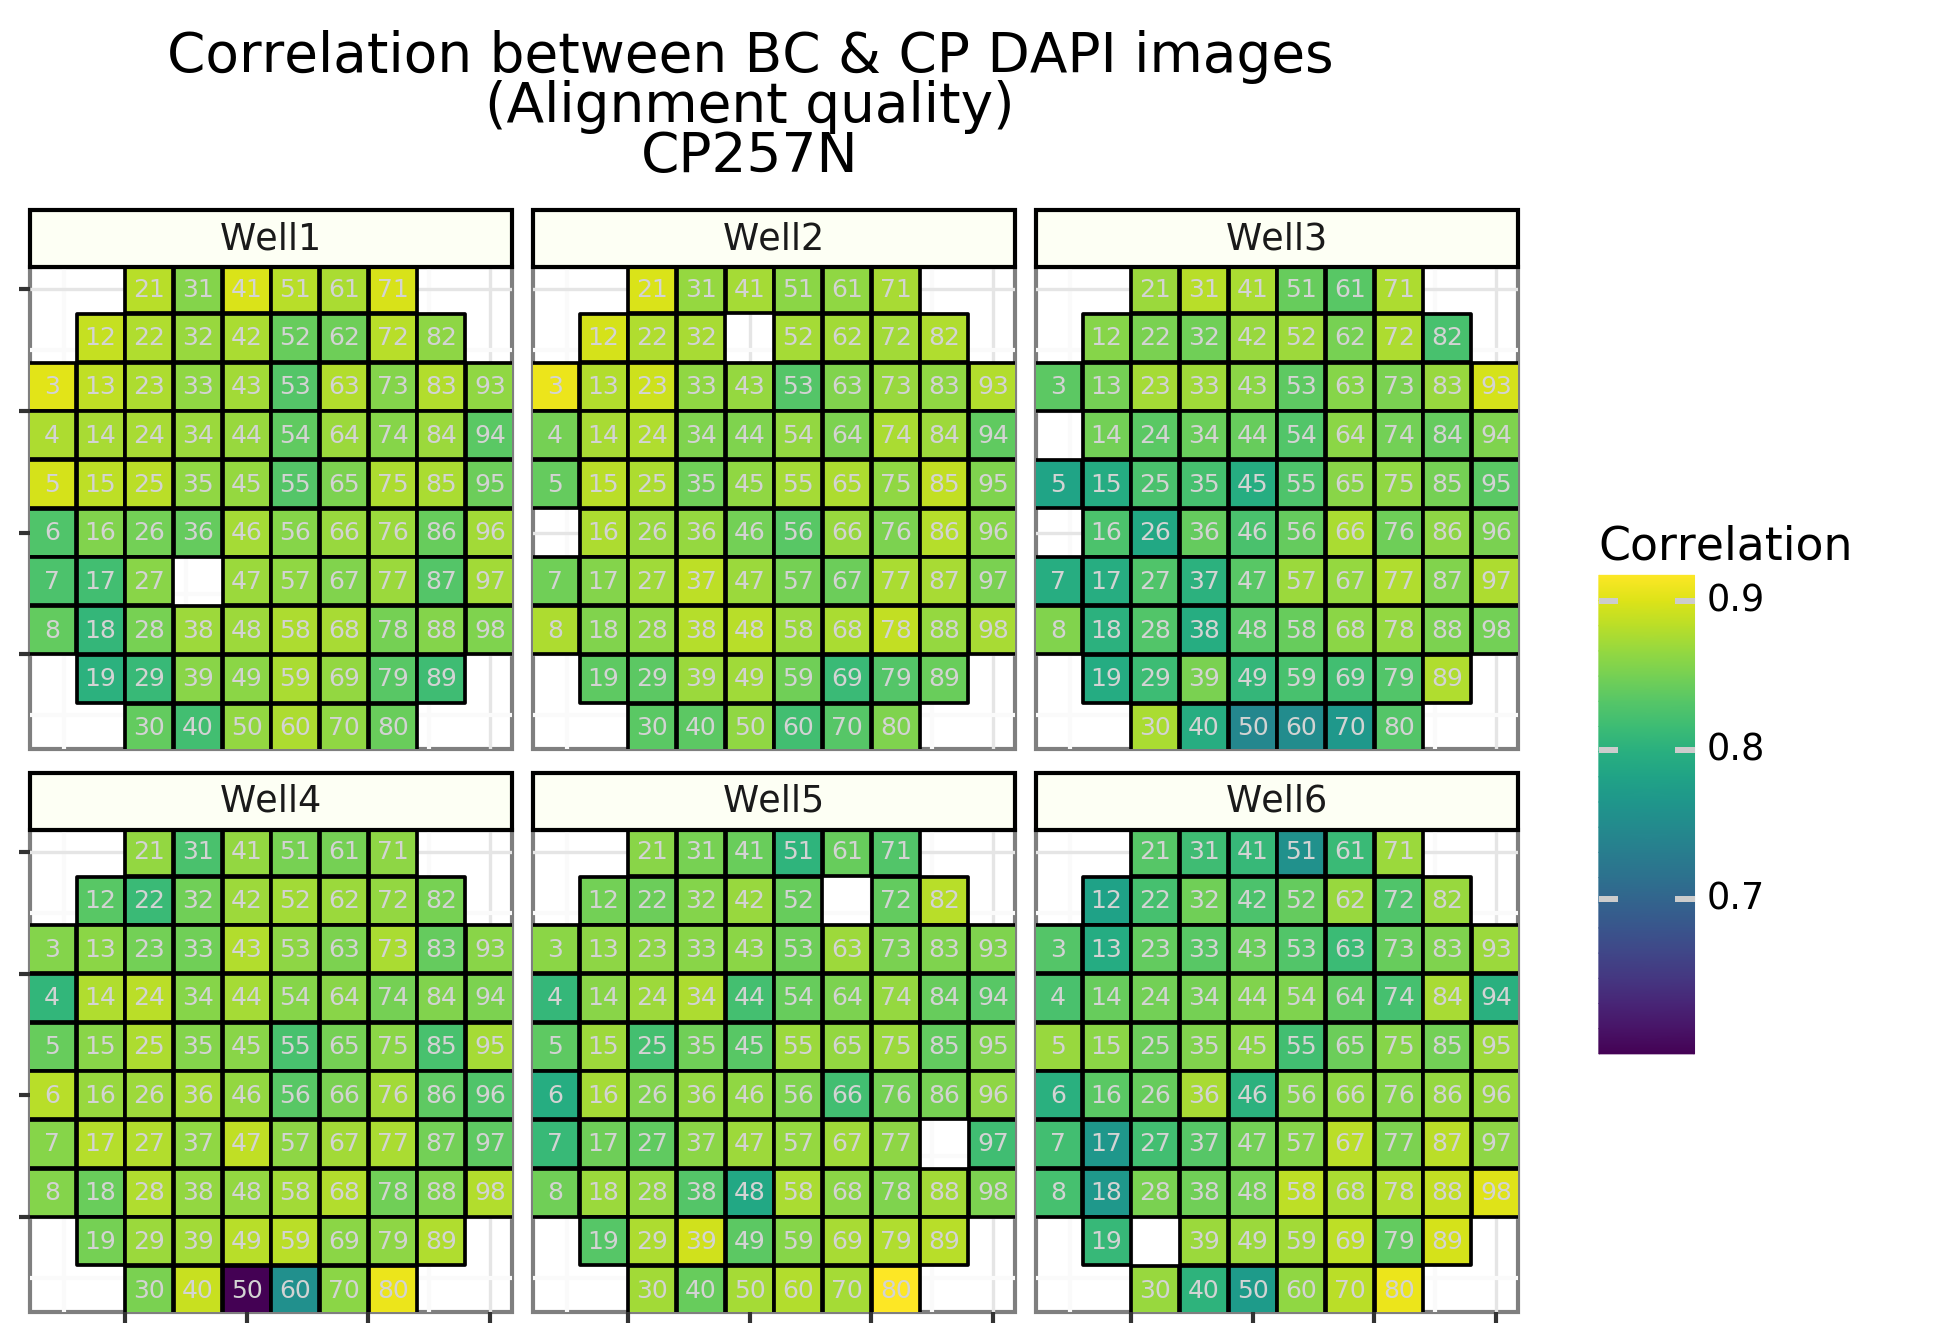 Correlation between BC & CP DAPI images
(Alignment quality)
CP257N
Well1 Well2 Well3
21 31 41 51 61 71 21 31 41 51 61 71 21 31 41 51 61 71
12 22 32 42 52 62 72 82 12 22 32 52 62 72 82 12 22 32 42 52 62 72 82
3 13 23 33 43 53 63 73 83 93 3 13 23 33 43 53 63 73 83 93 3 13 23 33 43 53 63 73 83 93
4 14 24 34 44 54 64 74 84 94 4 14 24 34 44 54 64 74 84 94 14 24 34 44 54 64 74 84 94
5 15 25 35 45 55 65 75 85 95 5 15 25 35 45 55 65 75 85 95 5 15 25 35 45 55 65 75 85 95
6 16 26 36 46 56 66 76 86 96 16 26 36 46 56 66 76 86 96 16 26 36 46 56 66 76 86 96
7 17 27 47 57 67 77 87 97 7 17 27 37 47 57 67 77 87 97 7 17 27 37 47 57 67 77 87 97
8 18 28 38 48 58 68 78 88 98 8 18 28 38 48 58 68 78 88 98 8 18 28 38 48 58 68 78 88 98
19 29 39 49 59 69 79 89 19 29 39 49 59 69 79 89 19 29 39 49 59 69 79 89
30 40 50 60 70 80 30 40 50 60 70 80 30 40 50 60 70 80
Well4 Well5 Well6
21 31 41 51 61 71 21 31 41 51 61 71 21 31 41 51 61 71
12 22 32 42 52 62 72 82 12 22 32 42 52 72 82 12 22 32 42 52 62 72 82
3 13 23 33 43 53 63 73 83 93 3 13 23 33 43 53 63 73 83 93 3 13 23 33 43 53 63 73 83 93
4 14 24 34 44 54 64 74 84 94 4 14 24 34 44 54 64 74 84 94 4 14 24 34 44 54 64 74 84 94
5 15 25 35 45 55 65 75 85 95 5 15 25 35 45 55 65 75 85 95 5 15 25 35 45 55 65 75 85 95
6 16 26 36 46 56 66 76 86 96 6 16 26 36 46 56 66 76 86 96 6 16 26 36 46 56 66 76 86 96
7 17 27 37 47 57 67 77 87 97 7 17 27 37 47 57 67 77 97 7 17 27 37 47 57 67 77 87 97
8 18 28 38 48 58 68 78 88 98 8 18 28 38 48 58 68 78 88 98 8 18 28 38 48 58 68 78 88 98
19 29 39 49 59 69 79 89 19 29 39 49 59 69 79 89 19 39 49 59 69 79 89
30 40 50 60 70 80 30 40 50 60 70 80 30 40 50 60 70 80
Correlation
0.9
0.8
0.7